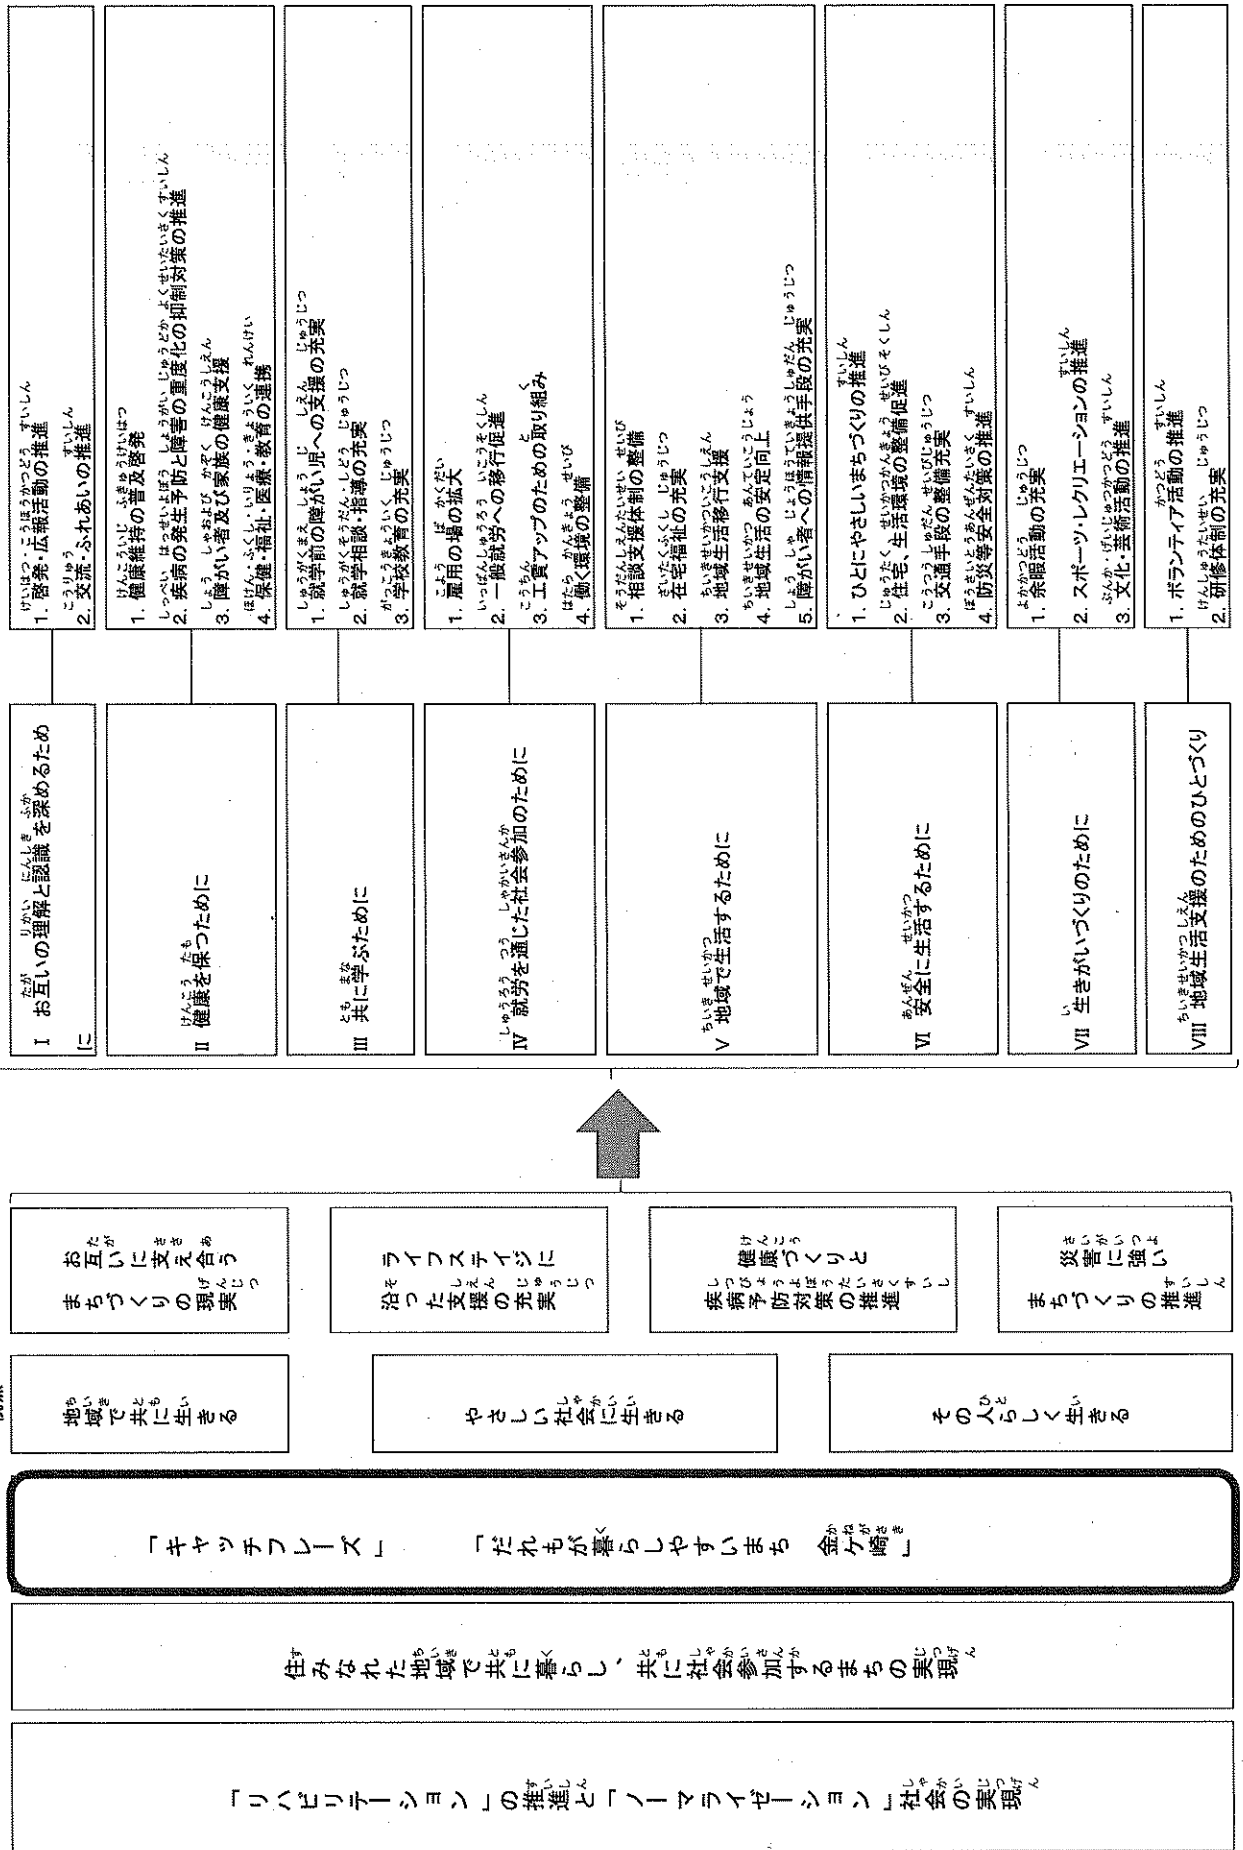 「リハビリテーション」の推進と「ノーマライゼーション」社会の実現
住みなれた地域で共に暮らし、共に社会参加するまちの実現
「キャッチフレーズ」　「だれもが暮らしやすいまち　金ケ崎」
地域で共に生きる
やさしい社会に生きる
その人らしく生きる
お互いに支え合う
まちづくりの現実
ライフステイジに
沿った支援の充実
健康づくりと
疾病予防対策の推進
災害に強い
まちづくりの推進
Ⅰ　お互いの理解と認識を深めるため
に
1. 啓発・広報活動の推進
2. 交流・ふれあいの推進
Ⅱ 健康を保つために
1. 健康維持の普及啓発
2. 疾病の発生予防と障害の重度化の抑制対策の推進
3. 障がい者及び家族の健康支援
4. 保健・福祉・医療・教育の連携
Ⅲ 共に学ぶために
1. 就学前の障がい児への支援の充実
2. 就学相談・指導の充実
3. 学校教育の充実
Ⅳ 就労を通じた社会参加のために
1. 雇用の場の拡大
2. 一般就労への移行促進
3. 工賃アップのための取り組み
4. 働く環境の整備
Ⅴ 地域で生活するために
1. 相談支援体制の整備
2. 在宅福祉の充実
3. 地域生活移行支援
4. 地域生活の安定向上
5. 障がい者への情報提供手段の充実
Ⅵ 安全に生活するために
1. ひとにやさしいまちづくりの推進
2. 住宅、生活環境の整備促進
3. 交通手段の整備充実
4. 防災等安全対策の推進
Ⅶ 生きがいづくりのために
1. 余暇活動の充実
2. スポーツ・レクリエーションの推進
3. 文化・芸術活動の推進
Ⅷ 地域生活支援のためのひとづくり
1. ボランティア活動の推進
2. 研修体制の充実